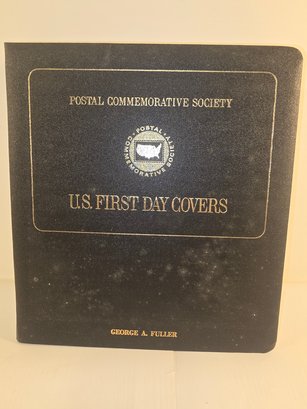 POSTAL COMMEMORATIVE SOCIETY
· POSTAL ·
COMMEMORATIVE SOCIETY
U.S. FIRST DAY COVERS
GEORGE A. FULLER